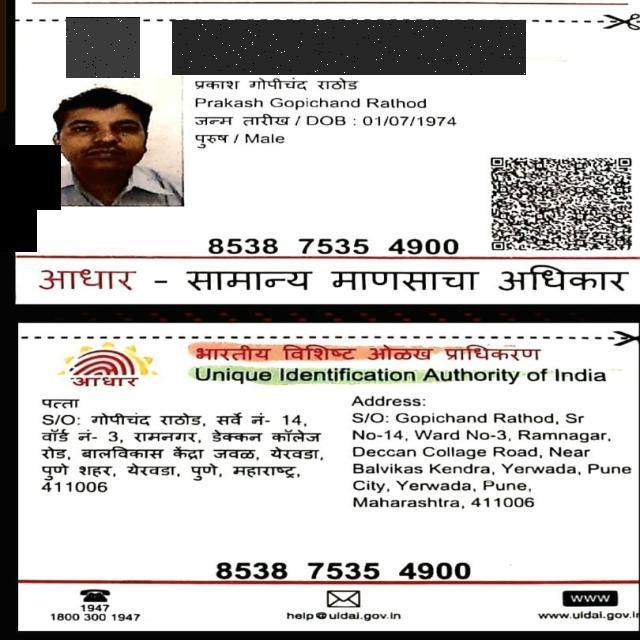 प्रकाश गोपीचंद राठोड
Prakash Gopichand Rathod
जन्म तारीख / DOB : 01/07/1974
पुरुष / Male
8538 7535 4900
आधार - सामान्य माणसाचा अधिकार
भारतीय विशिष्ट ओळख प्राधिकरण
Unique Identification Authority of India
आधार
पत्ता
S/O: गोपीचंद राठोड, सर्वे नं- 14,
वॉर्ड नं- 3, रामनगर, डेक्कन कॉलेज
रोड, बालविकास केंद्रा जवळ, येरवडा,
पुणे शहर, येरवडा, पुणे, महाराष्ट्र,
411006
Address:
S/O: Gopichand Rathod, Sr
No-14, Ward No-3, Ramnagar,
Deccan Collage Road, Near
Balvikas Kendra, Yerwada, Pune
City, Yerwada, Pune,
Maharashtra, 411006
8538 7535 4900
1947
1800 300 1947
help@uidai.gov.in
www
www.uidai.gov.in